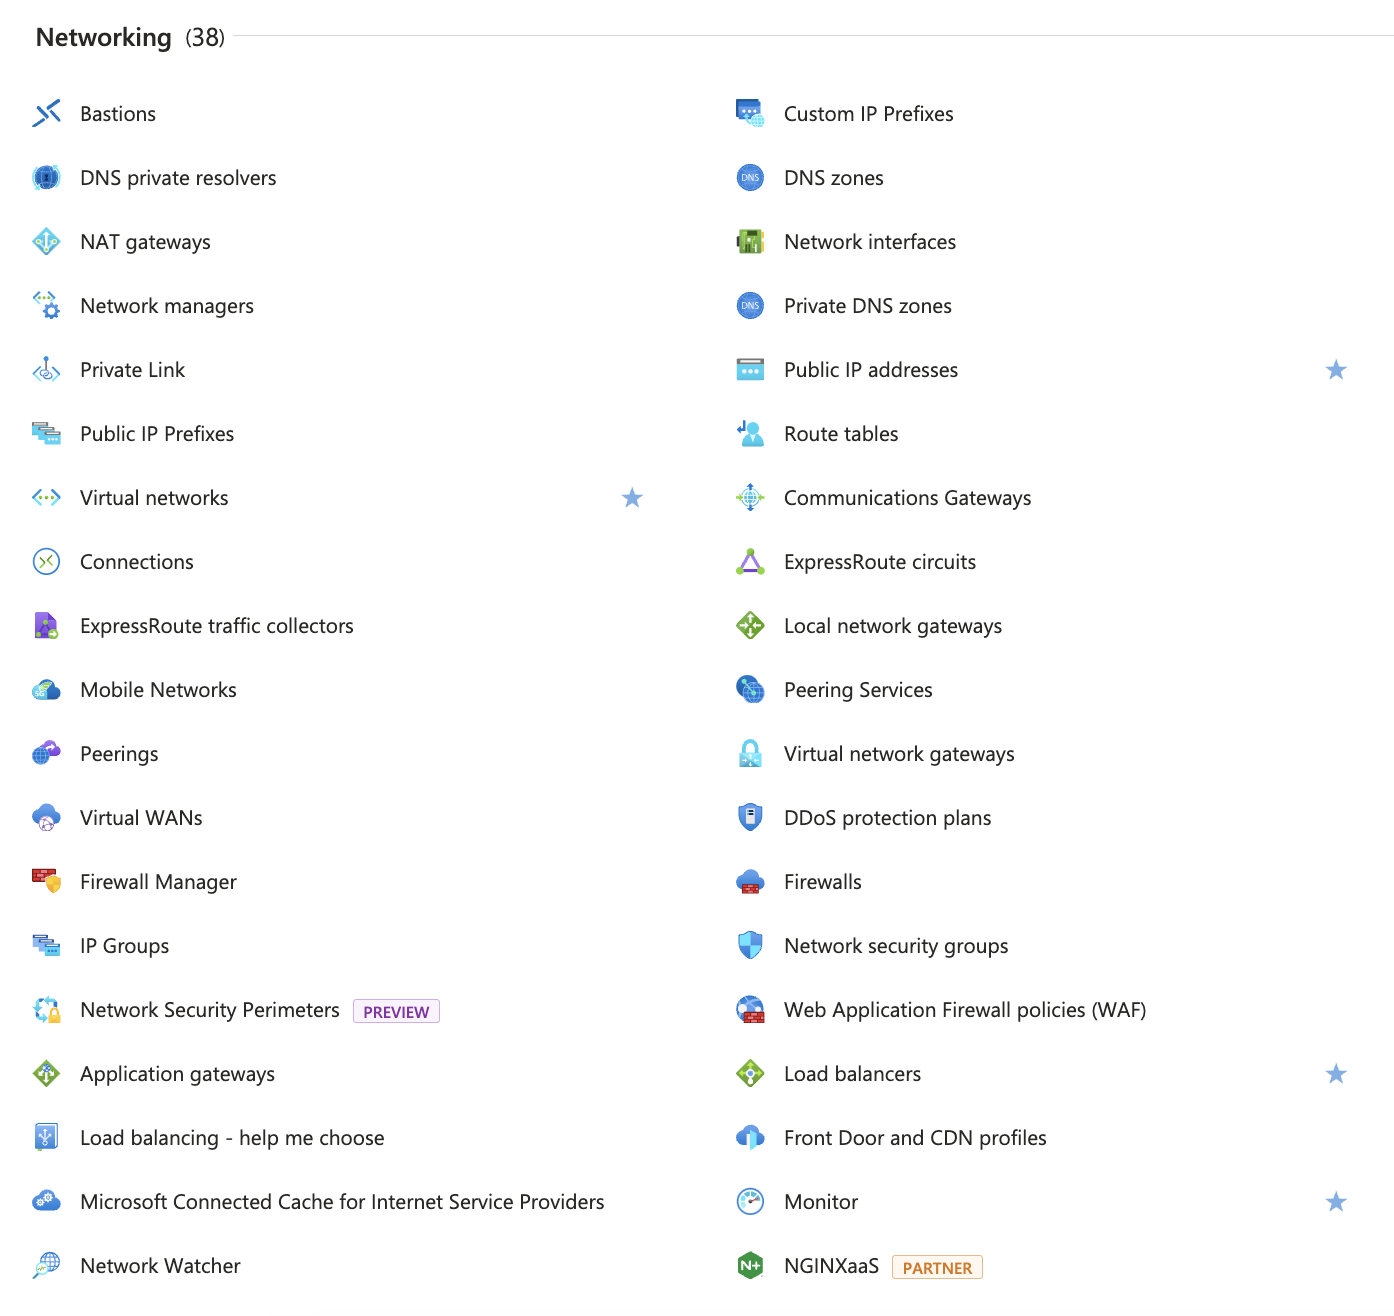 Networking (38)
Bastions
Custom IP Prefixes
DNS private resolvers
DNS DNS zones
NAT gateways
Network interfaces
Network managers
DNS Private DNS zones
Private Link
Public IP addresses
Public IP Prefixes
Route tables
Virtual networks
Communications Gateways
Connections
ExpressRoute circuits
ExpressRoute traffic collectors
Local network gateways
5G Mobile Networks
Peering Services
Peerings
Virtual network gateways
Virtual WANs
DDoS protection plans
Firewall Manager
Firewalls
IP Groups
Network security groups
Network Security Perimeters PREVIEW
Web Application Firewall policies (WAF)
Application gateways
Load balancers
Load balancing - help me choose
Front Door and CDN profiles
Microsoft Connected Cache for Internet Service Providers
Monitor
Network Watcher
N+ NGINXaaS PARTNER